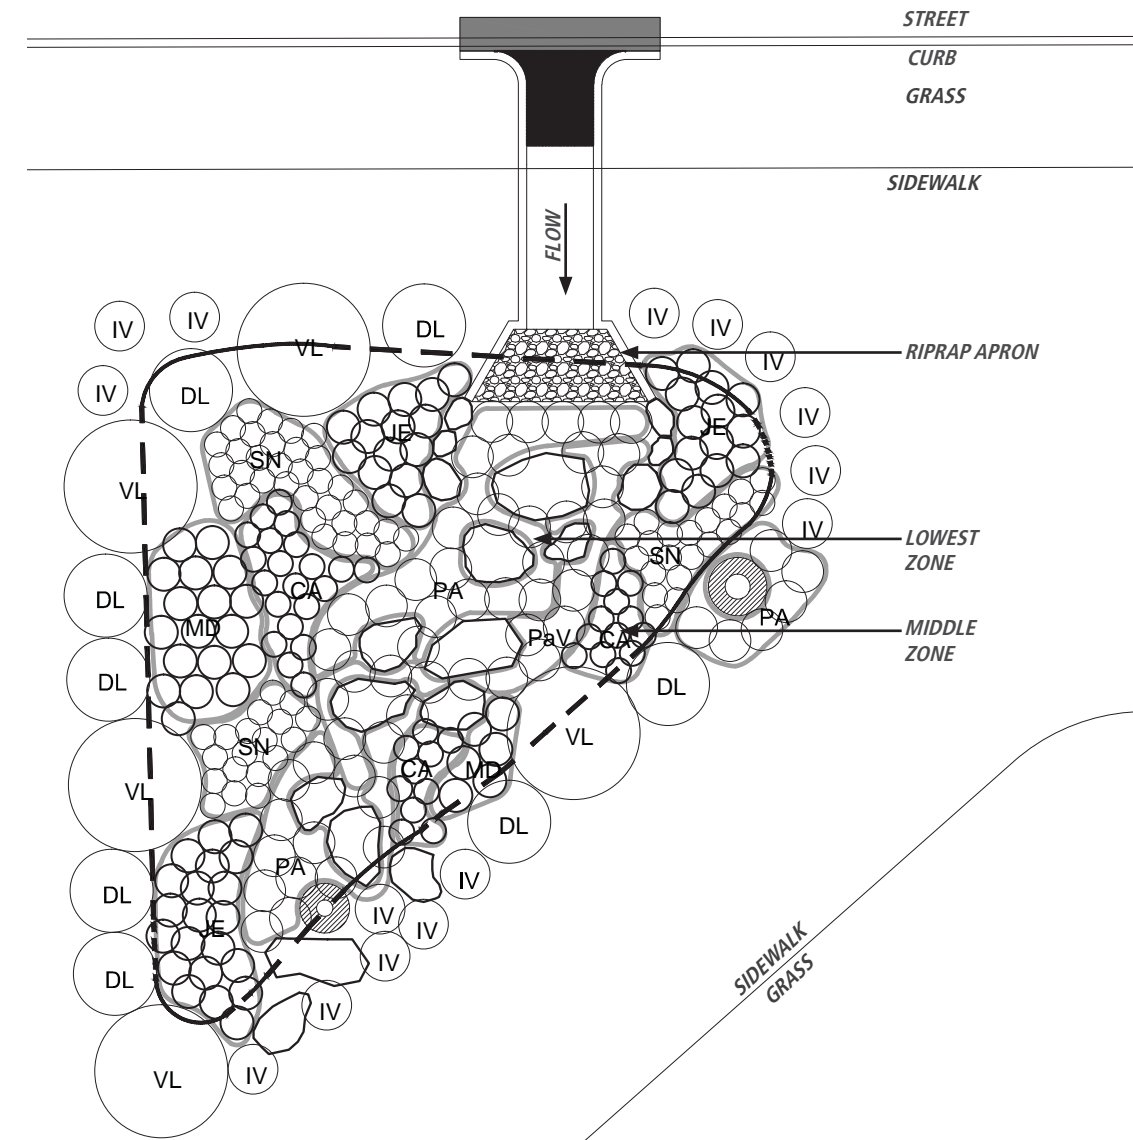 STREET
CURB
GRASS
SIDEWALK
FLOW
IV
IV
VL
DL
IV
IV
IV
RIPRAP APRON
IV
DL
JE
JE
IV
SN
VL
IV
IV
LOWEST
ZONE
SN
DL
CA
PA
PA
MD
PaV
CA
MIDDLE
ZONE
DL
DL
SN
VL
CA
MD
VL
DL
PA
IV
DL
IV
IV
JE
IV
DL
SIDEWALK
GRASS
IV
VL
IV